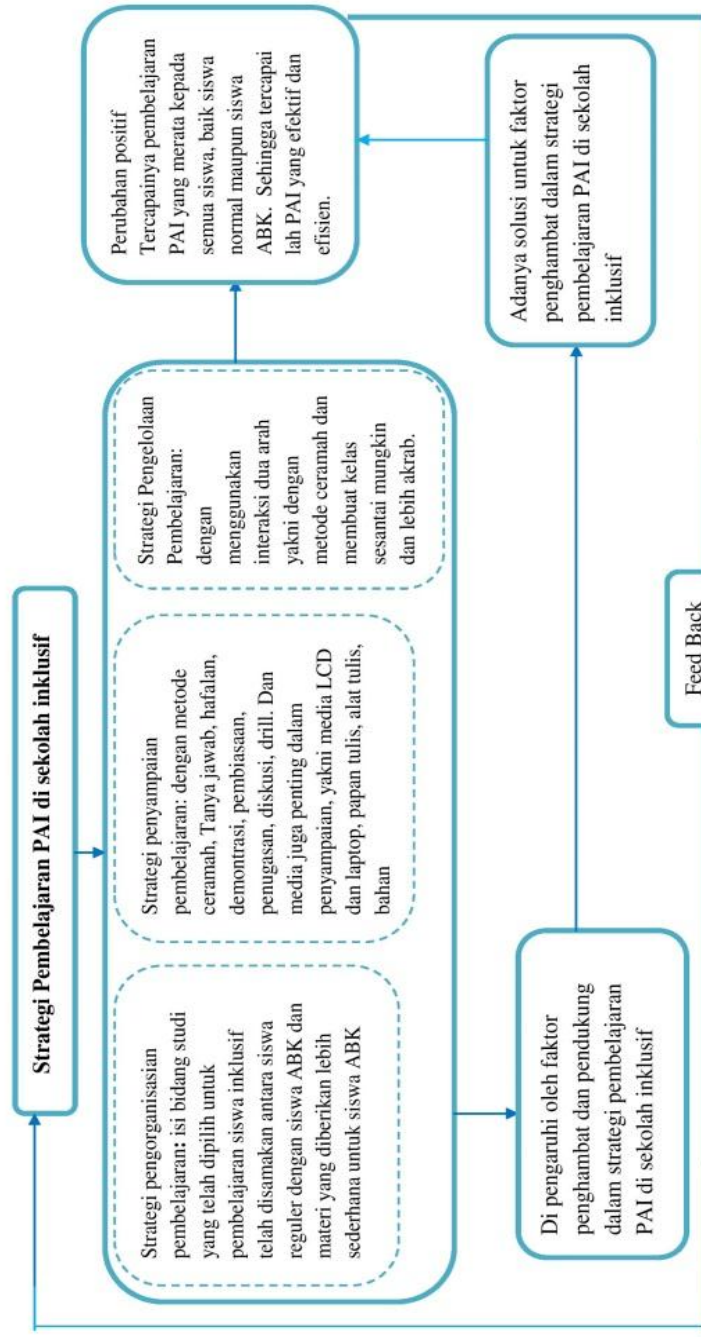 Strategi Pembelajaran PAI di sekolah inklusif
Strategi pengorganisasian
pembelajaran: isi bidang studi
yang telah dipilih untuk
pembelajaran siswa inklusif
telah disamakan antara siswa
reguler dengan siswa ABK dan
materi yang diberikan lebih
sederhana untuk siswa ABK
Strategi penyampaian
pembelajaran: dengan metode
ceramah, Tanya jawab, hafalan,
demontrasi, pembiasaan,
penugasan, diskusi, drill. Dan
media juga penting dalam
penyampaian, yakni media LCD
dan laptop, papan tulis, alat tulis,
bahan
Strategi Pengelolaan
Pembelajaran:
dengan
menggunakan
interaksi dua arah
yakni dengan
metode ceramah dan
membuat kelas
sesantai mungkin
dan lebih akrab.
Perubahan positif
Tercapainya pembelajaran
PAI yang merata kepada
semua siswa, baik siswa
normal maupun siswa
ABK. Sehingga tercapai
lah PAI yang efektif dan
efisien.
Di pengaruhi oleh faktor
penghambat dan pendukung
dalam strategi pembelajaran
PAI di sekolah inklusif
Adanya solusi untuk faktor
penghambat dalam strategi
pembelajaran PAI di sekolah
inklusif
Feed Back